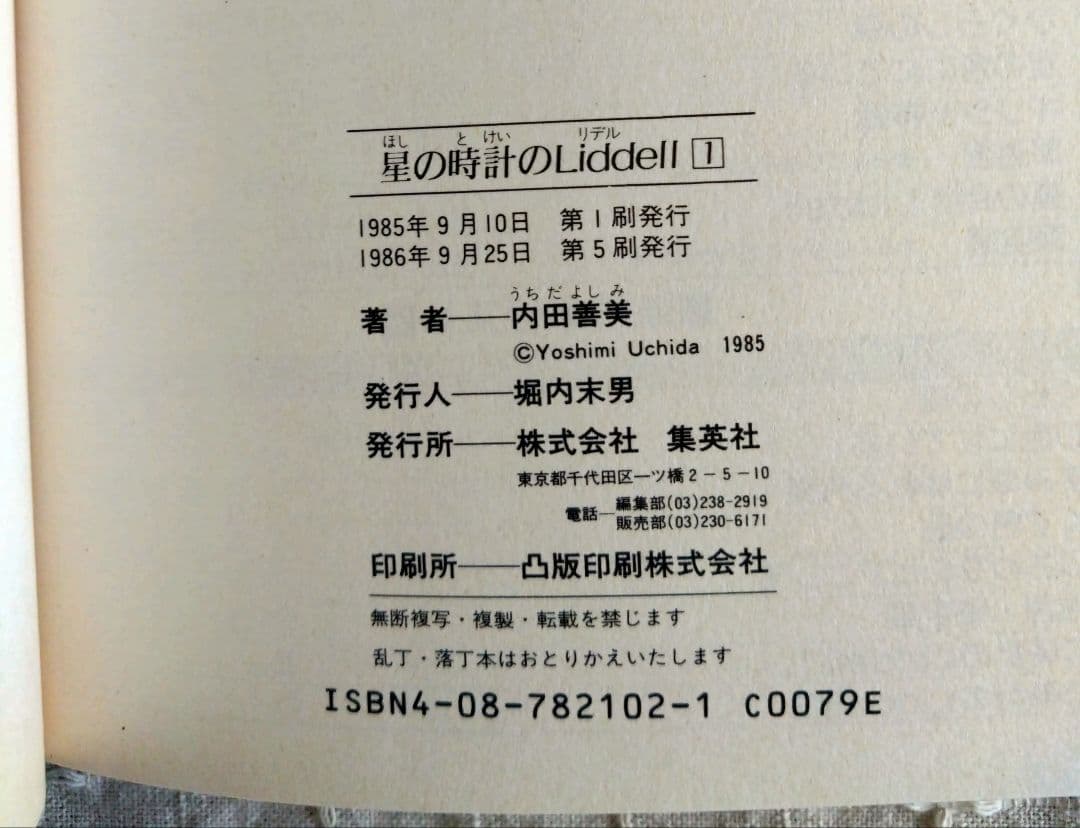 ほし とけい リデル
星の時計のLiddell 1
1985年9月10日 第1刷発行
1986年9月25日 第5刷発行
うちだよしみ
著 者――内田善美
©Yoshimi Uchida 1985
発行人――堀内末男
発行所――株式会社 集英社
東京都千代田区一ツ橋2-5-10
電話―編集部(03)238-2919
販売部(03)230-6171
印刷所――凸版印刷株式会社
無断複写・複製・転載を禁じます
乱丁・落丁本はおとりかえいたします
ISBN4-08-782102-1 C0079E